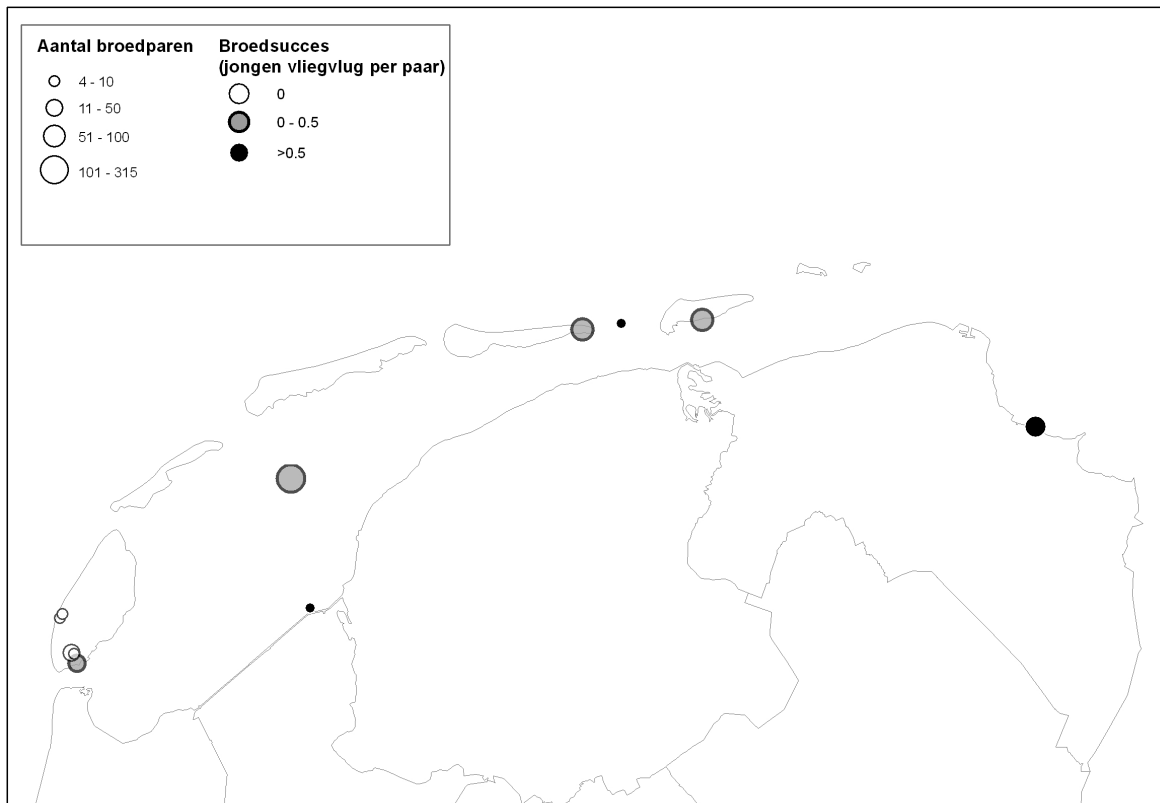 Aantal broedparen
4 - 10
11 - 50
51 - 100
101 - 315
Broedsucces
(jongen vliegvlug per paar)
0
0 - 0.5
>0.5